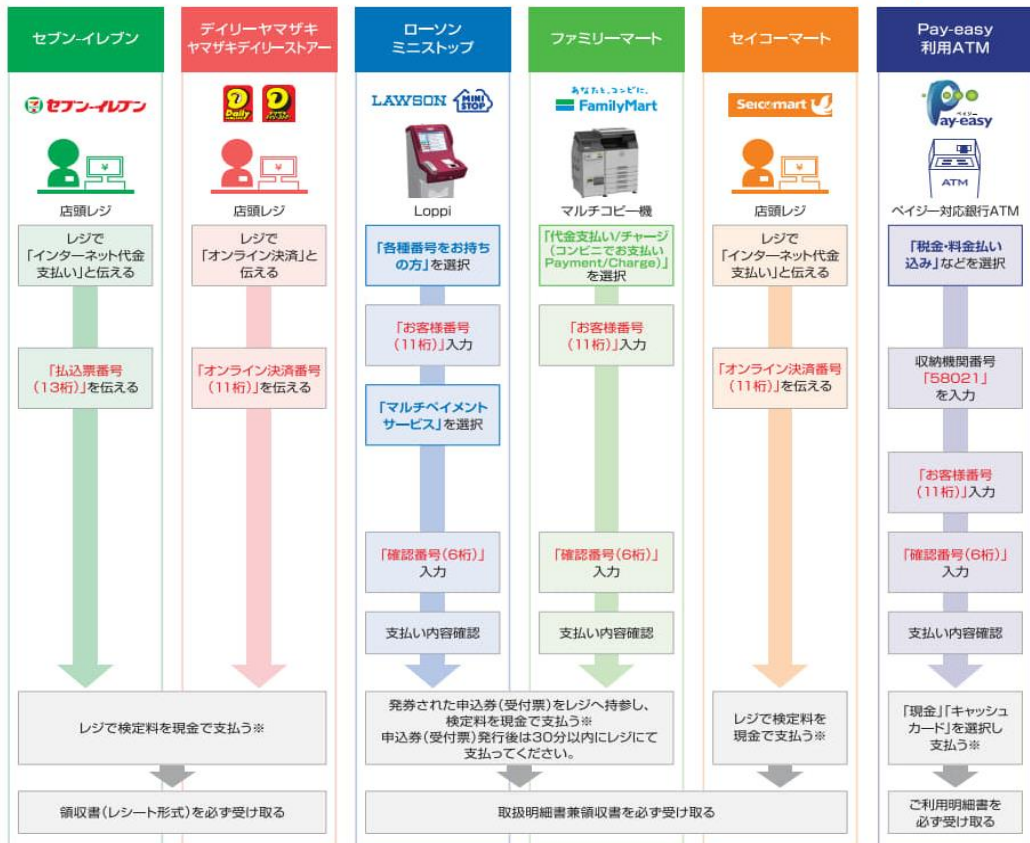 セブン-イレブン
デイリーヤマザキ
ヤマザキデイリーストアー
ローソン
ミニストップ
ファミリーマート
セイコーマート
Pay-easy
利用ATM
セブン-イレブン
Daily
LAWSON
MINI
STOP
あなたと、コンビに、
FamilyMart
Seicomart
ペイジー
Pay-easy
¥
¥
¥
ATM
店頭レジ
店頭レジ
Loppi
マルチコピー機
店頭レジ
ペイジー対応銀行ATM
レジで
「インターネット代金
支払い」と伝える
「払込票番号
(13桁)」を伝える
レジで
「オンライン決済」と
伝える
「オンライン決済番号
(11桁)」を伝える
レジで検定料を現金で支払う※
領収書(レシート形式)を必ず受け取る
「各種番号をお持ち
の方」を選択
「お客様番号
(11桁)」入力
「マルチペイメント
サービス」を選択
「確認番号(6桁)」
入力
支払い内容確認
「代金支払い/チャージ
(コンビニでお支払い
Payment/Charge)」
を選択
「お客様番号
(11桁)」入力
「確認番号(6桁)」
入力
支払い内容確認
発券された申込券(受付票)をレジへ持参し、
検定料を現金で支払う※
申込券(受付票)発行後は30分以内にレジにて
支払ってください。
レジで
「インターネット代金
支払い」と伝える
「オンライン決済番号
(11桁)」を伝える
レジで検定料を
現金で支払う※
取扱明細書兼領収書を必ず受け取る
「税金・料金払い
込み」などを選択
収納機関番号
「58021」
を入力
「お客様番号
(11桁)」入力
「確認番号(6桁)」
入力
支払い内容確認
「現金」「キャッシュ
カード」を選択し
支払う※
ご利用明細書を
必ず受け取る